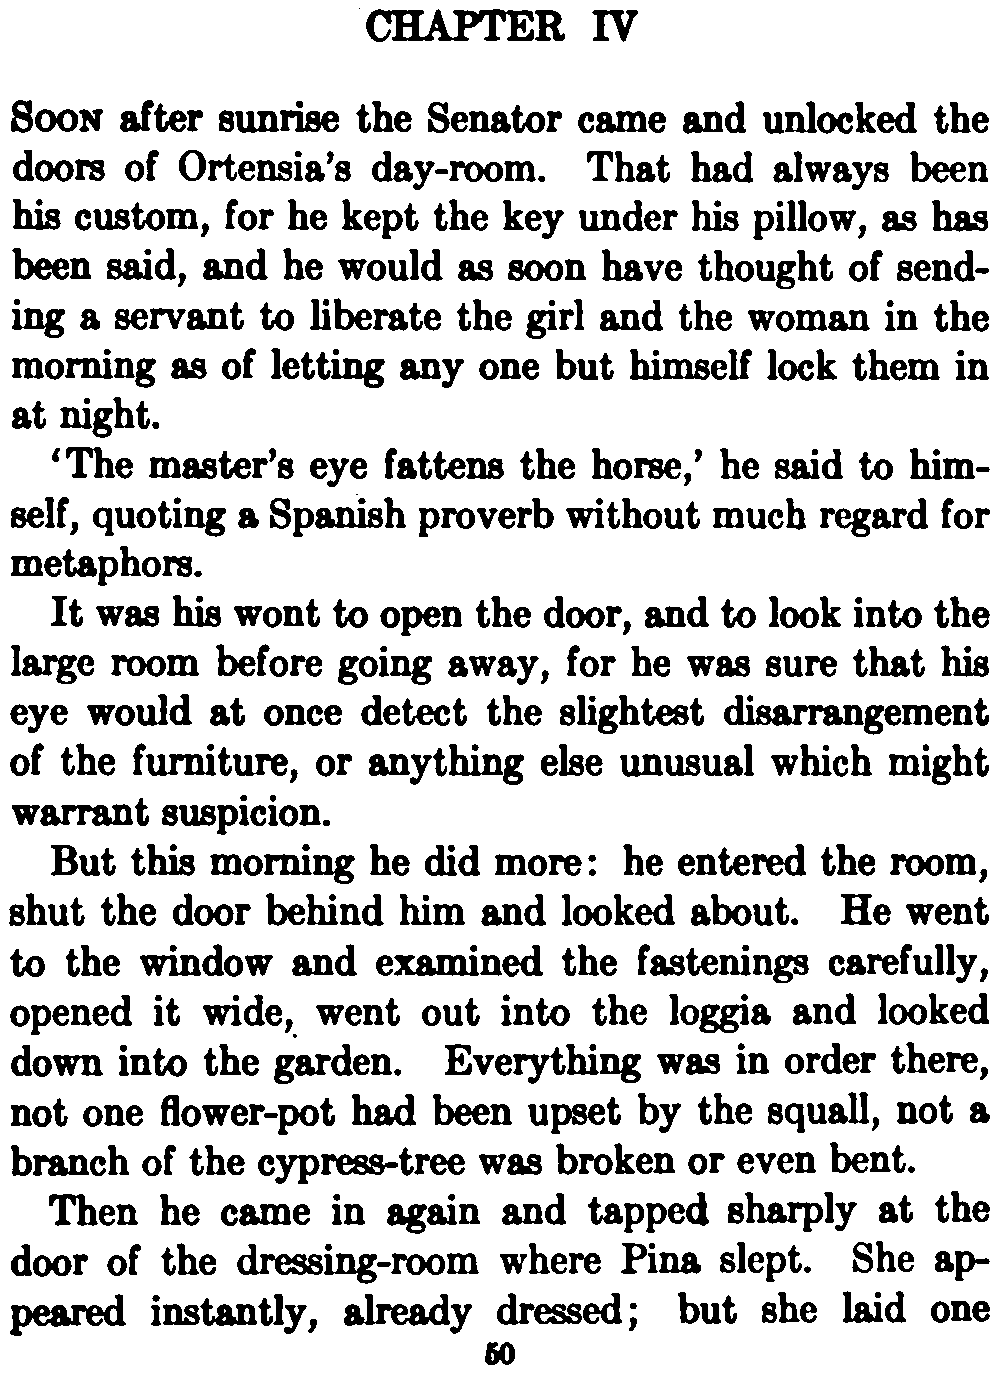 CHAPTER IV
Soon after sunrise the Senator came and unlocked the
doors of Ortensia's day-room. That had always been
his custom, for he kept the key under his pillow, as has
been said, and he would as soon have thought of send-
ing a servant to liberate the girl and the woman in the
morning as of letting any one but himself lock them in
at night.
'The master's eye fattens the horse,' he said to him-
self, quoting a Spanish proverb without much regard for
metaphors.
It was his wont to open the door, and to look into the
large room before going away, for he was sure that his
eye would at once detect the slightest disarrangement
of the furniture, or anything else unusual which might
warrant suspicion.
But this morning he did more: he entered the room,
shut the door behind him and looked about. He went
to the window and examined the fastenings carefully,
opened it wide, went out into the loggia and looked
down into the garden. Everything was in order there,
not one flower-pot had been upset by the squall, not a
branch of the cypress-tree was broken or even bent.
Then he came in again and tapped sharply at the
door of the dressing-room where Pina slept. She ap-
peared instantly, already dressed; but she laid one
50